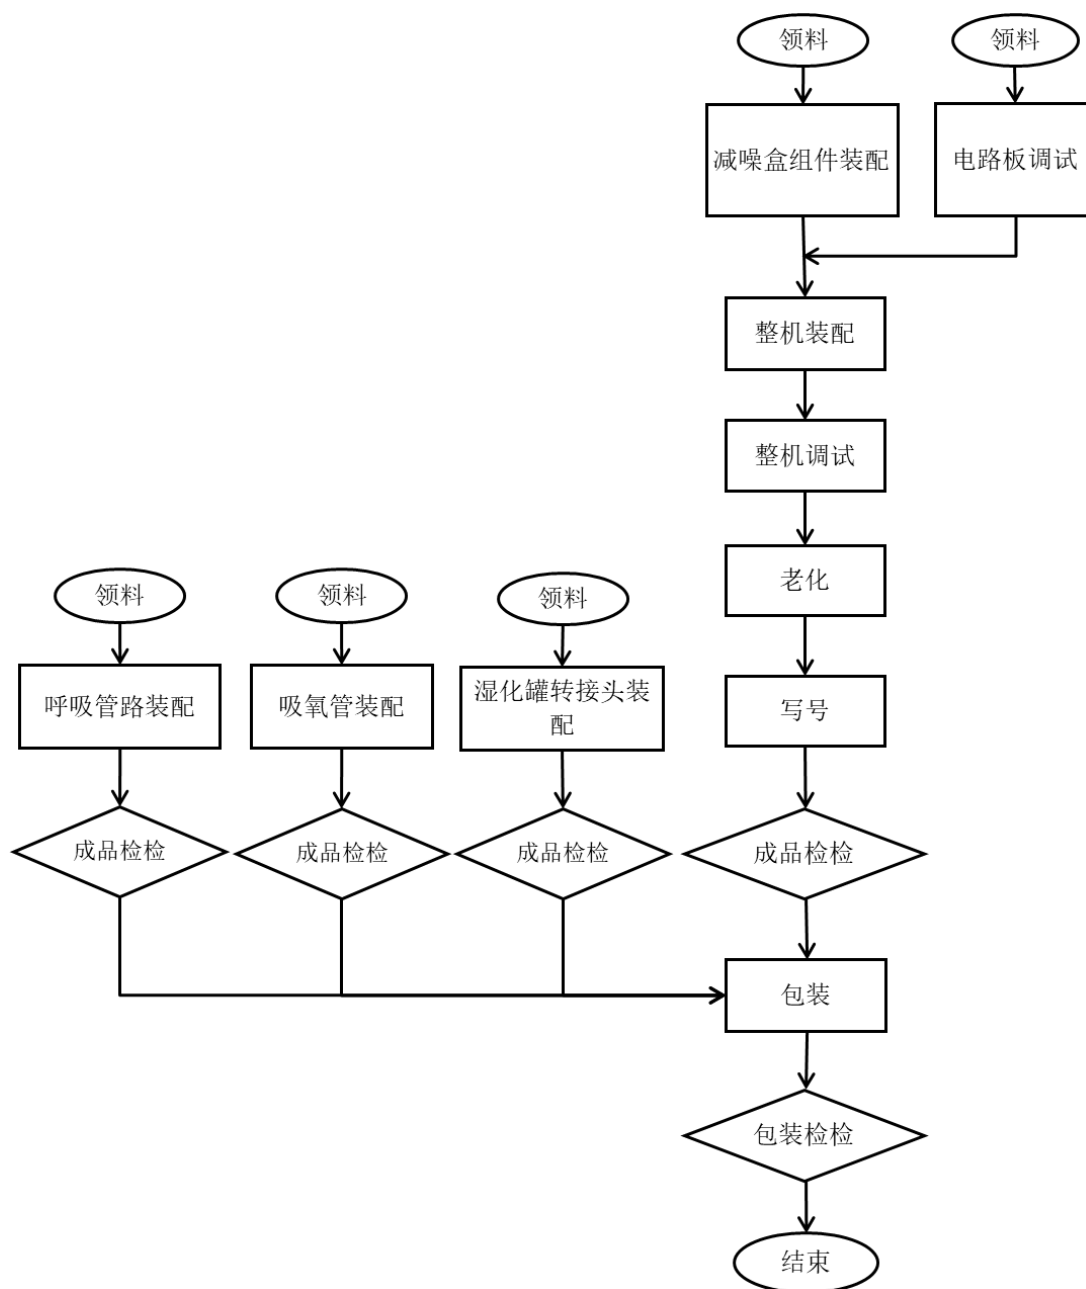 领料
领料
减噪盒组件装配
电路板调试
整机装配
整机调试
老化
领料
领料
领料
呼吸管路装配
吸氧管装配
湿化罐转接头装
配
写号
成品检检
成品检检
成品检检
成品检检
包装
包装检检
结束